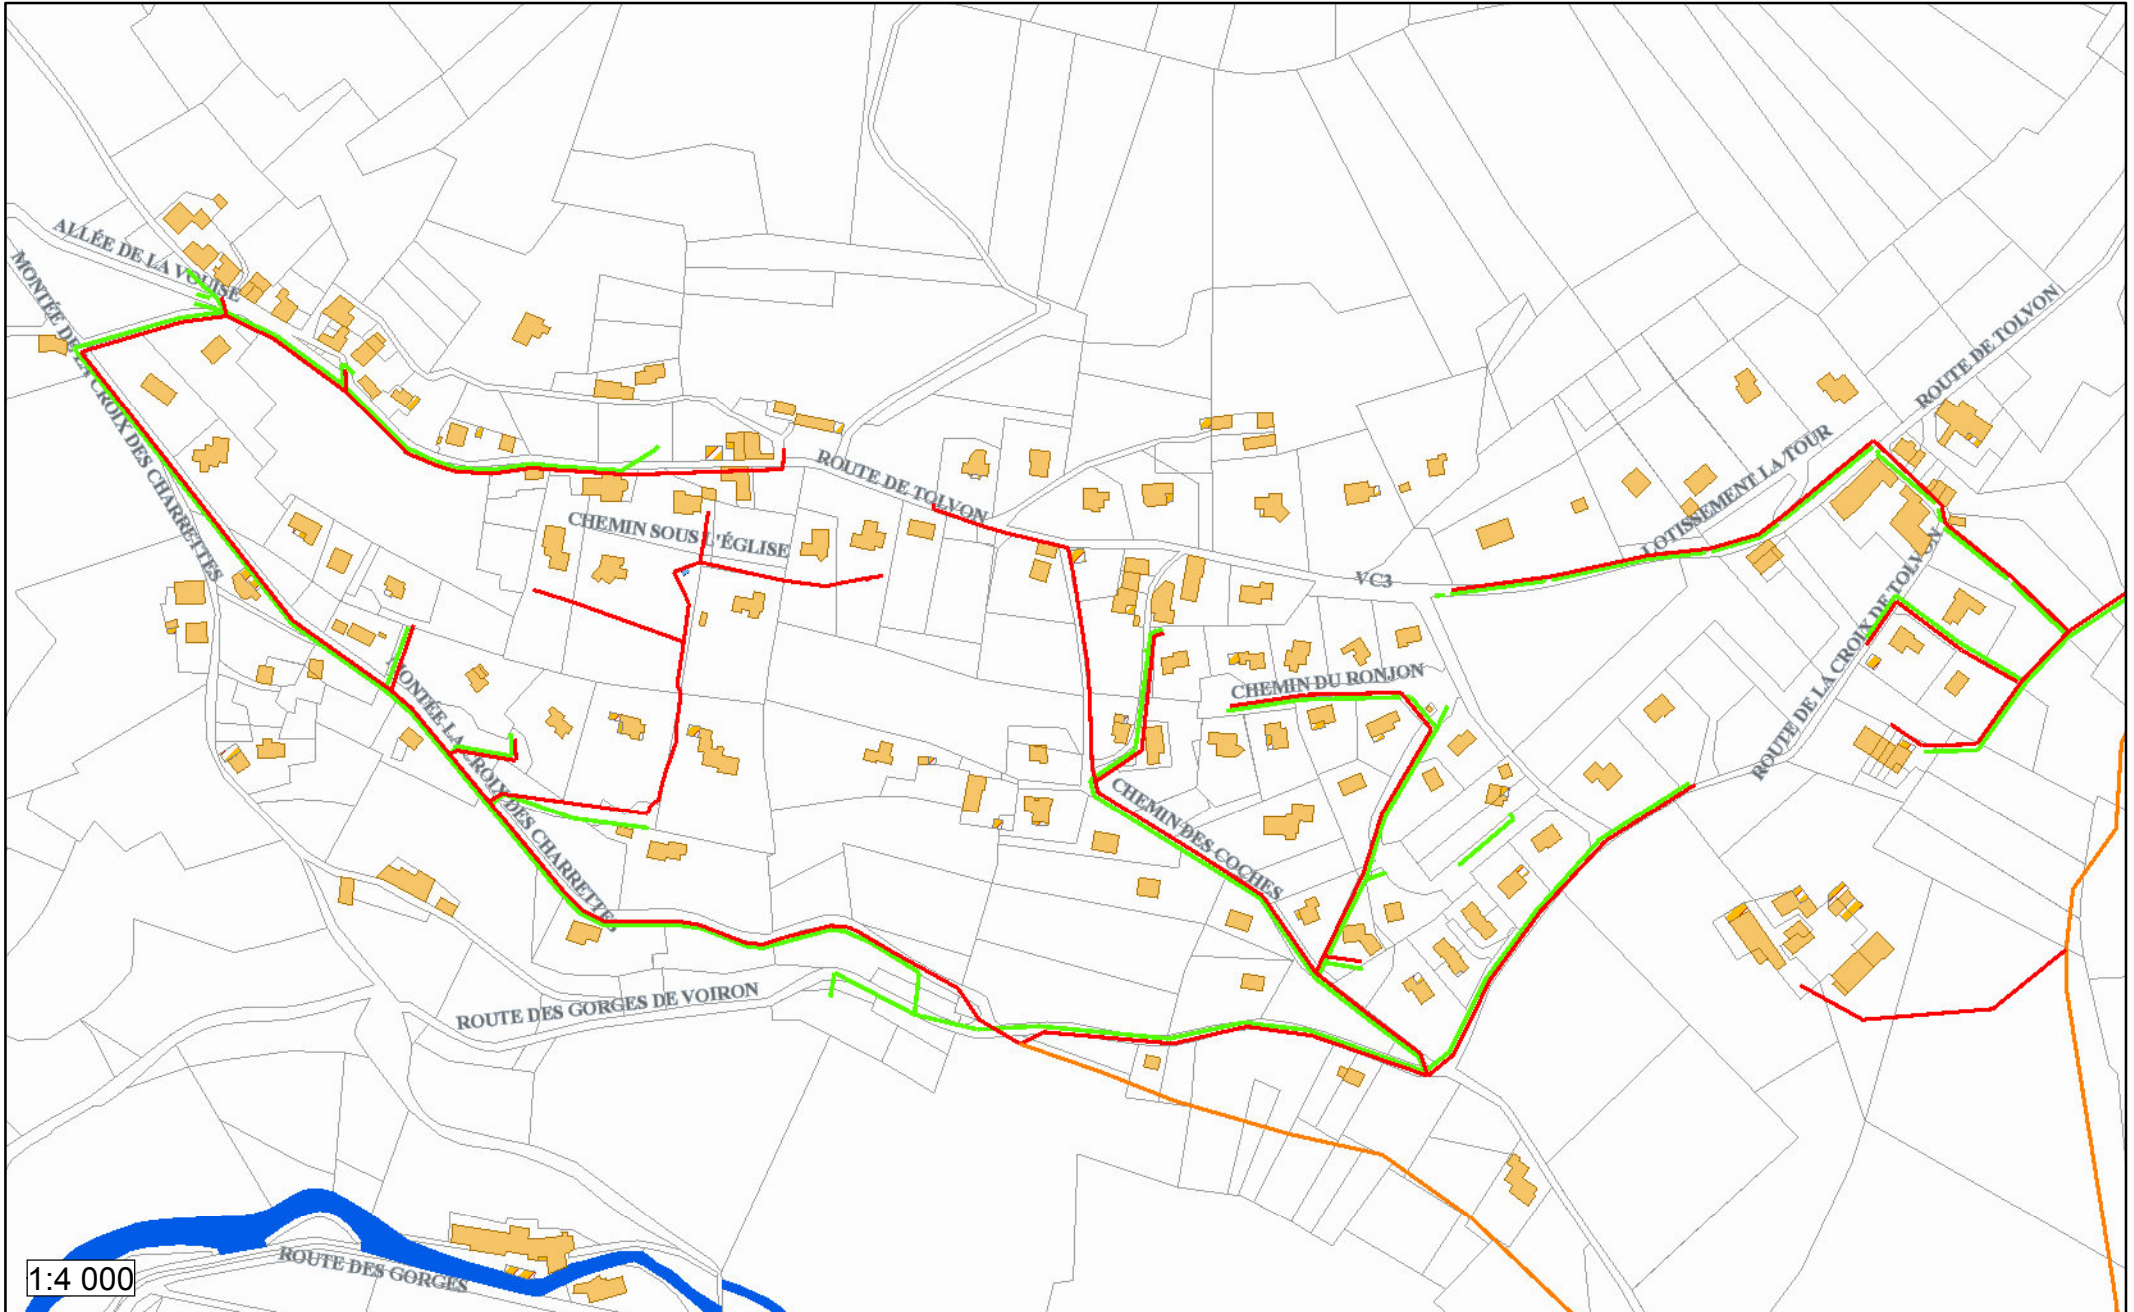 ALLÉE DE LA VOUISE
MONTÉE DE LA CROIX DES CHARRETTES
ROUTE DE TOLVON
ROUTE DE TOLVON
LOTISSEMENT LA TOUR
CHEMIN SOUS L'ÉGLISE
VC3
ROUTE DE LA CROIX DE TOLVON
CHEMIN DU RONJON
MONTÉE LA CROIX DES CHARRETTES
CHEMIN DES COCHES
ROUTE DES GORGES DE VOIRON
ROUTE DES GORGES
1:4 000